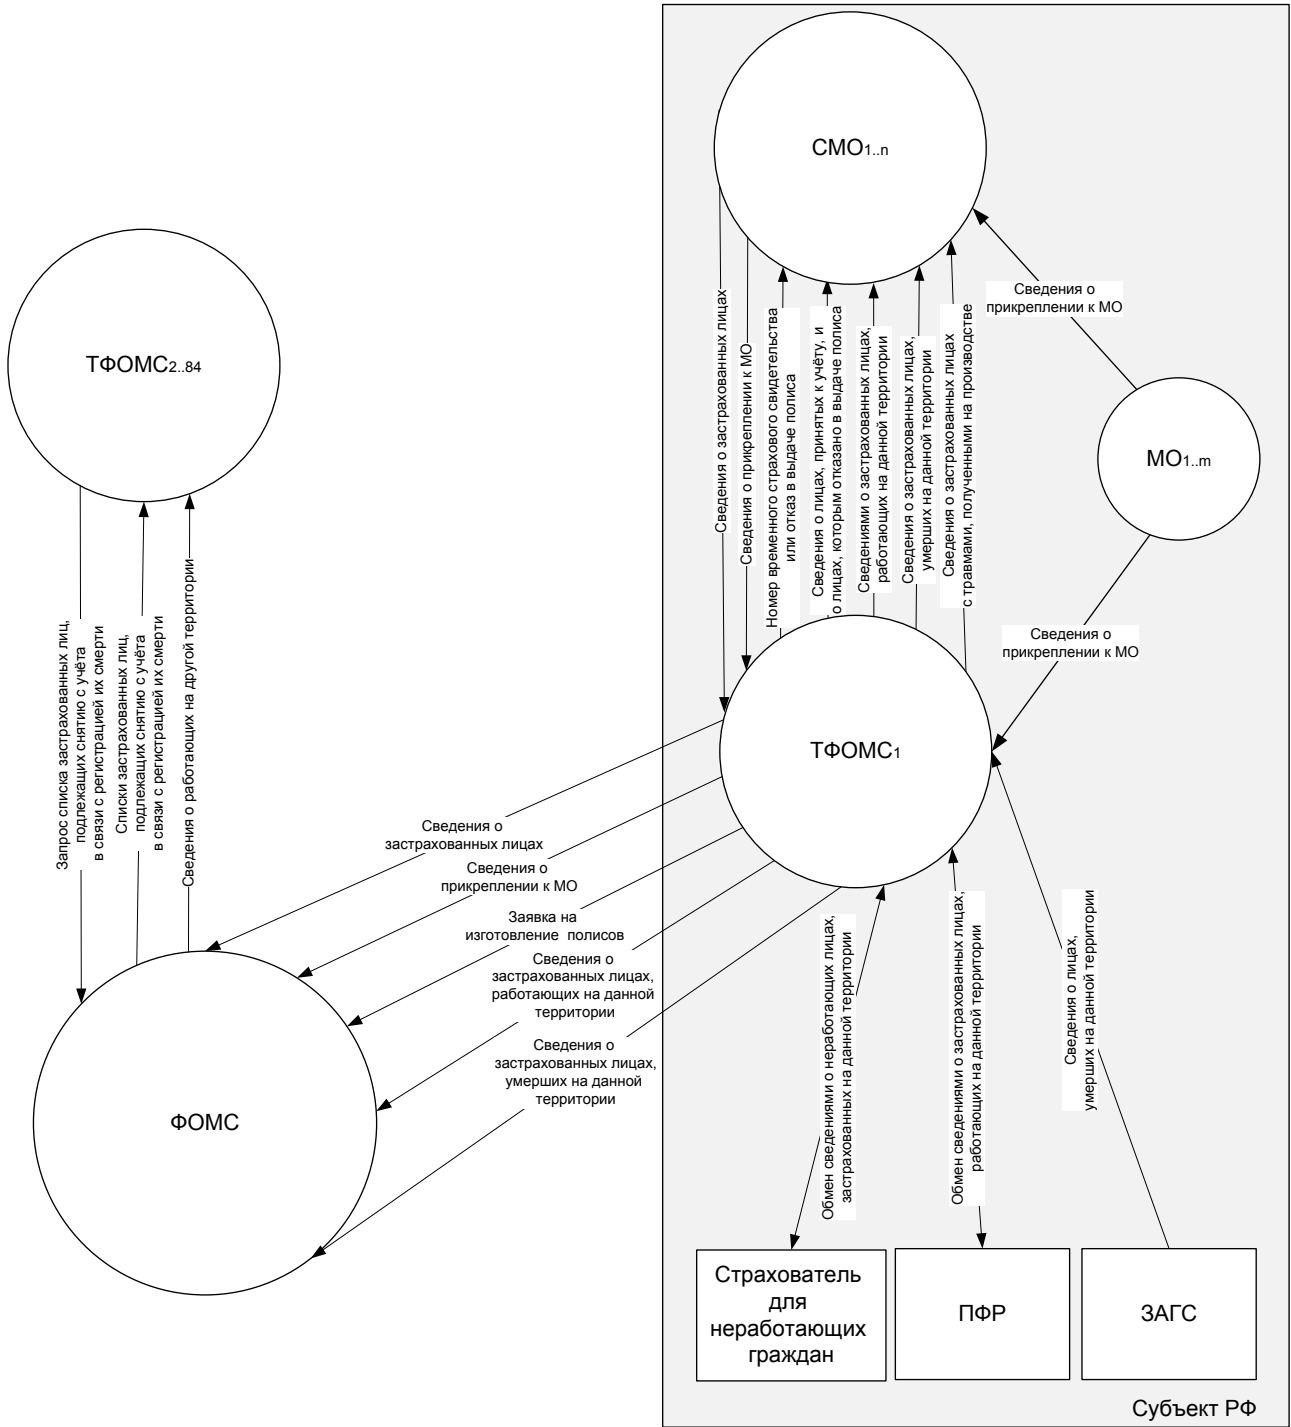 СМО1..n
ТФОМС2..84
МО1..m
Сведения о
прикреплении к МО
Сведения о застрахованных лицах
Сведения о прикреплении к МО
Номер временного страхового свидетельства
или отказ в выдаче полиса
Сведения о лицах, принятых к учёту, и
о лицах, которым отказано в выдаче полиса
Сведениями о застрахованных лицах,
работающих на данной территории
Сведения о застрахованных лицах,
умерших на данной территории
Сведения о застрахованных лицах
с травмами, полученными на производстве
Сведения о
прикреплении к МО
ТФОМС1
Запрос списка застрахованных лиц,
подлежащих снятию с учёта
в связи с регистрацией их смерти
Списки застрахованных лиц,
подлежащих снятию с учёта
в связи с регистрацией их смерти
Сведения о работающих на другой территории
Сведения о
застрахованных лицах
Сведения о
прикреплении к МО
Заявка на
изготовление полисов
Сведения о
застрахованных лицах,
работающих на данной
территории
Сведения о
застрахованных лицах,
умерших на данной
территории
ФОМС
Обмен сведениями о неработающих лицах,
застрахованных на данной территории
Обмен сведениями о застрахованных лицах,
работающих на данной территории
Сведения о лицах,
умерших на данной территории
Страхователь
для
неработающих
граждан
ПФР
ЗАГС
Субъект РФ